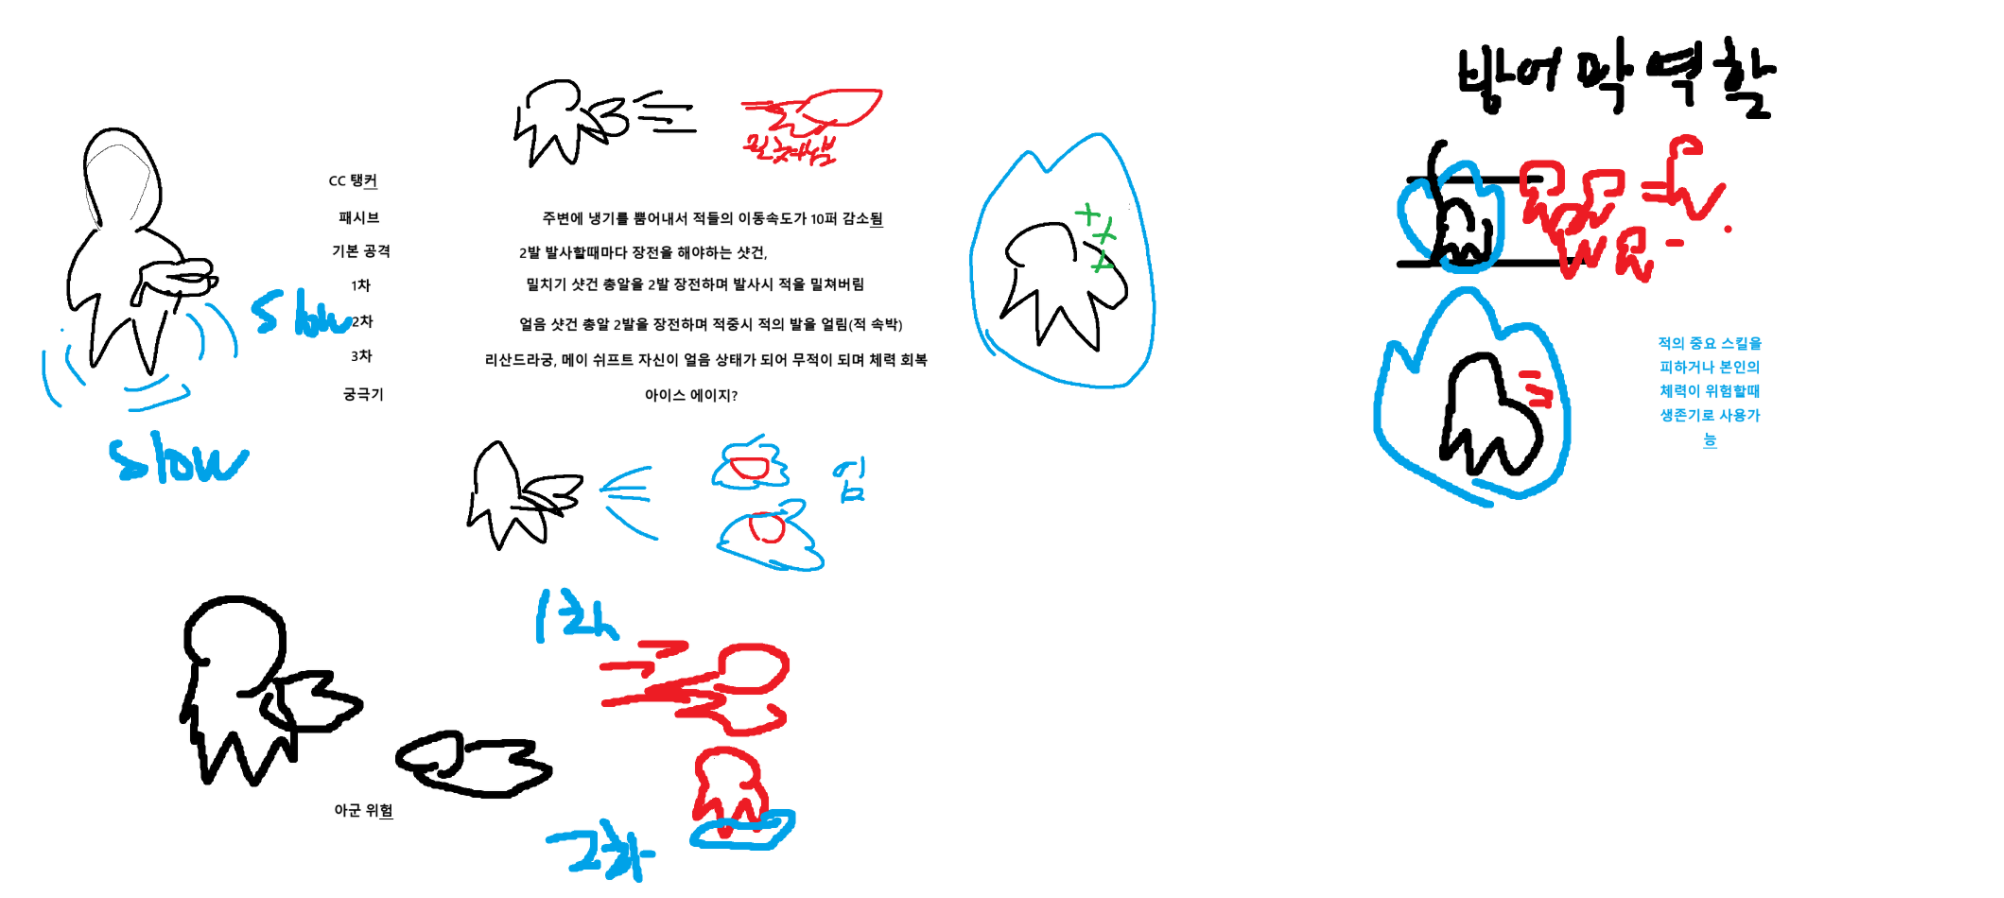 방어막 역할
CC 탱커
패시브 주변에 냉기를 뿜어내서 적들의 이동속도가 10퍼 감소됨
기본 공격 2발 발사할때마다 장전을 해야하는 샷건,
1차 밀치기 샷건 총알을 2발 장전하며 발사시 적을 밀쳐버림
slow
2차 얼음 샷건 총알 2발을 장전하며 적중시 적의 발을 얼림(적 속박)
3차 리산드라궁, 메이 쉬프트 자신이 얼음 상태가 되어 무적이 되며 체력 회복
궁극기 아이스 에이지?
slow
적의 중요 스킬을
피하거나 본인의
체력이 위험할때
생존기로 사용가
능
1차
아군 위험
2차